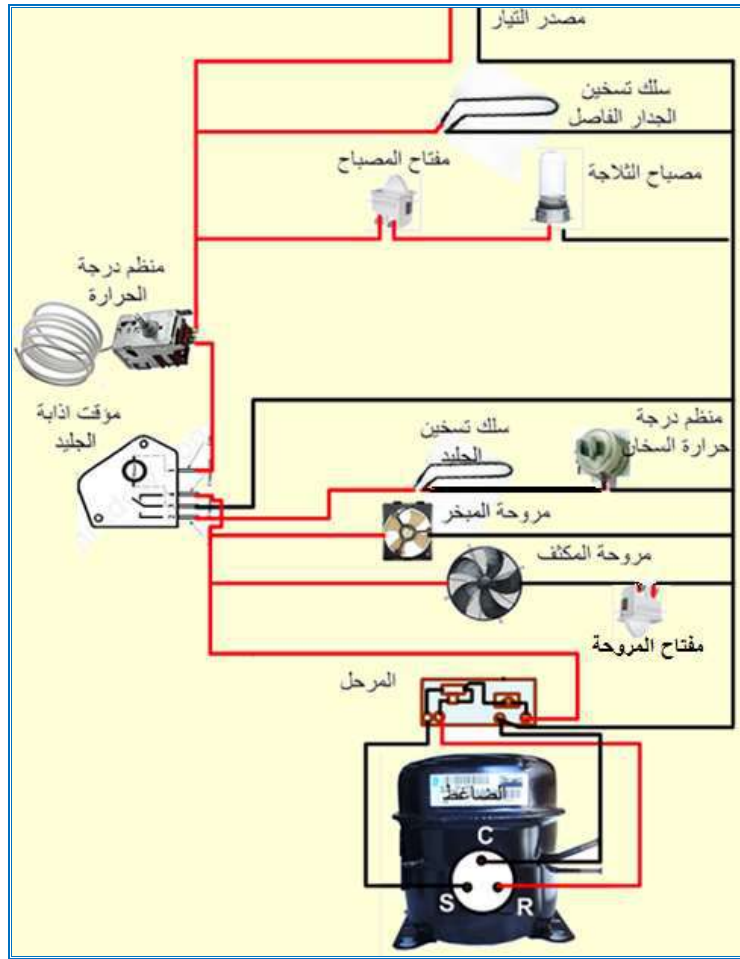 مصدر التيار
سلك تسخين
الجدار الفاصل
مفتاح المصباح
مصباح الثلاجة
منظم درجة
الحرارة
مؤقت اذابة
الجليد
سلك تسخين
الجليد
منظم درجة
حرارة السخان
مروحة المبخر
مروحة المكثف
مفتاح المروحة
المرحل
الضاغط
C
S
R